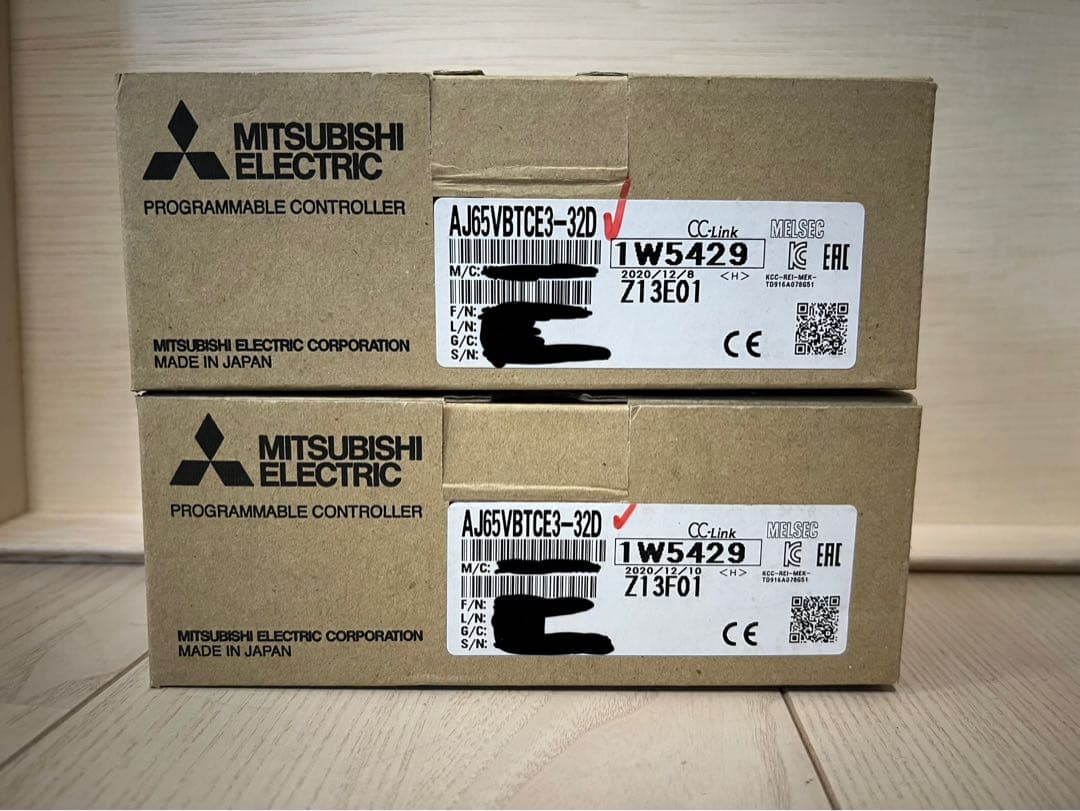 MITSUBISHI
ELECTRIC
PROGRAMMABLE CONTROLLER
MITSUBISHI ELECTRIC CORPORATION
MADE IN JAPAN
AJ65VBTCE3-32D
CC-Link MELSEC
1W5429
EAC
M/C:
2020/12/8 <H>
KCC-REI-MEK-
TD916A078G51
Z13E01
F/N:
L/N:
G/C:
S/N:
CE
MITSUBISHI
ELECTRIC
PROGRAMMABLE CONTROLLER
MITSUBISHI ELECTRIC CORPORATION
MADE IN JAPAN
AJ65VBTCE3-32D
CC-Link MELSEC
1W5429
EAC
M/C:
2020/12/10 <H>
KCC-REI-MEK-
TD916A078G51
Z13F01
F/N:
L/N:
G/C:
S/N:
CE